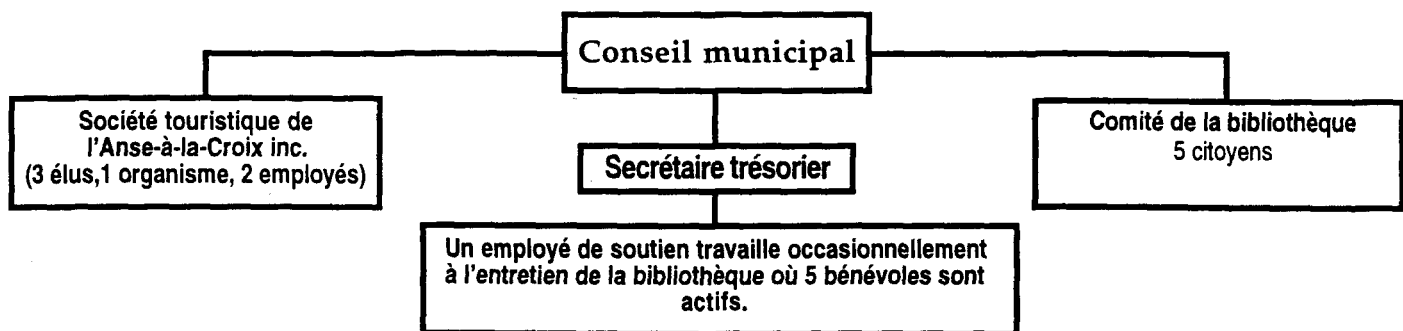 Conseil municipal
Société touristique de
l'Anse-à-la-Croix inc.
(3 élus,1 organisme, 2 employés)
Secrétaire trésorier
Comité de la bibliothèque
5 citoyens
Un employé de soutien travaille occasionnellement
à l'entretien de la bibliothèque où 5 bénévoles sont
actifs.